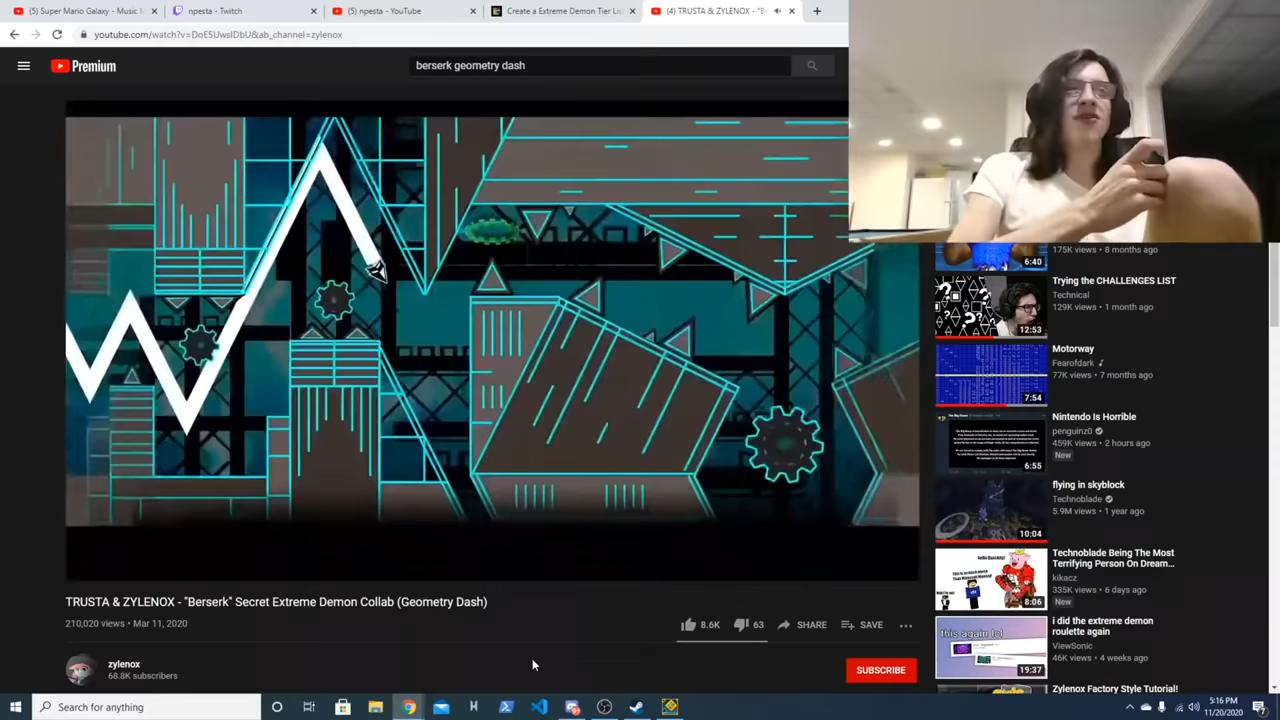 (5) Super Mario Galaxy - Music M
npesta - Twitch
(5) npesta - YouTube
Create a Extreme Demon Tier List
(4) TRUSTA & ZYLENOX - "B
youtube.com/watch?v=DoE5UwsIDbU&ab_channel=zylenox
Premium
berserk geometry dash
175K views • 8 months ago
6:40
Trying the CHALLENGES LIST
Technical
129K views • 1 month ago
12:53
Motorway
Fearofdark
77K views • 7 months ago
7:54
Nintendo Is Horrible
penguinz0
459K views • 2 hours ago
New
6:55
flying in skyblock
Technoblade
5.9M views • 1 year ago
10:04
Technoblade Being The Most
Terrifying Person On Dream...
kikacz
335K views • 6 days ago
New
8:06
this again lol
i did the extreme demon
roulette again
ViewSonic
46K views • 4 weeks ago
19:37
Zylenox Factory Style Tutorial!
TRUSTA & ZYLENOX - "Berserk" Secret Extreme Demon Duo (Geometry Dash)
210,020 views • Mar 11, 2020
8.6K
63
SHARE
SAVE
zylenox
68.8K subscribers
SUBSCRIBE
Search for anything
5:16 PM
11/20/2020
7